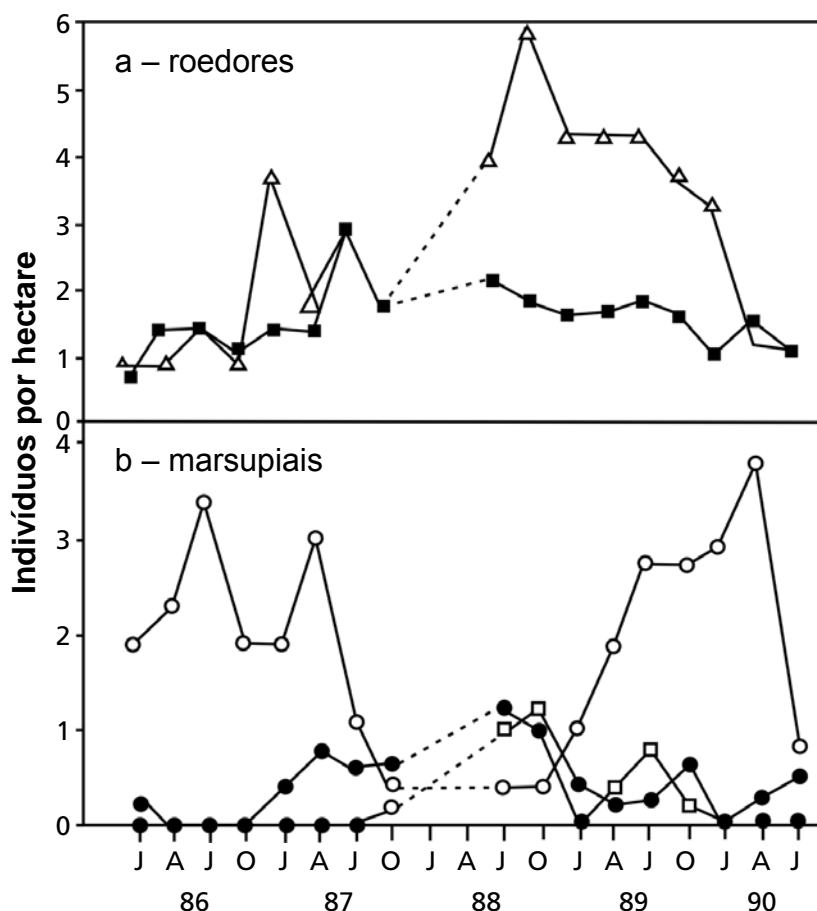 6
a – roedores
5
4
3
2
1
0
Indivíduos por hectare
4
b – marsupiais
3
2
1
0
J A J O J A J O J A J O J A J O J A J
86 87 88 89 90